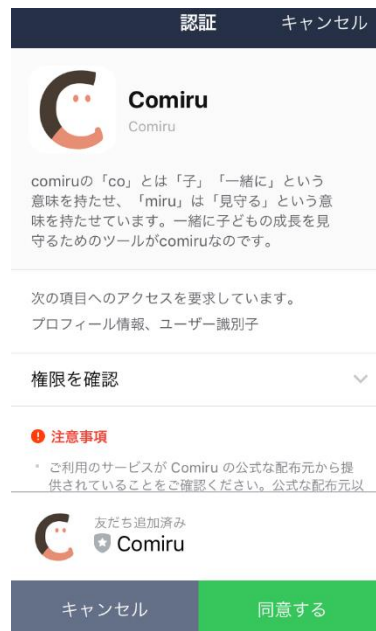 認証
キャンセル
Comiru
Comiru
comiruの「co」とは「子」「一緒に」という
意味を持たせ、「miru」は「見守る」という意
味を持たせています。一緒に子どもの成長を見
守るためのツールがcomiruなのです。
次の項目へのアクセスを要求しています。
プロフィール情報、ユーザー識別子
権限を確認
注意事項
・ご利用のサービスが Comiru の公式な配布元から提
供されていることをご確認ください。公式な配布元以
友だち追加済み
Comiru
キャンセル
同意する